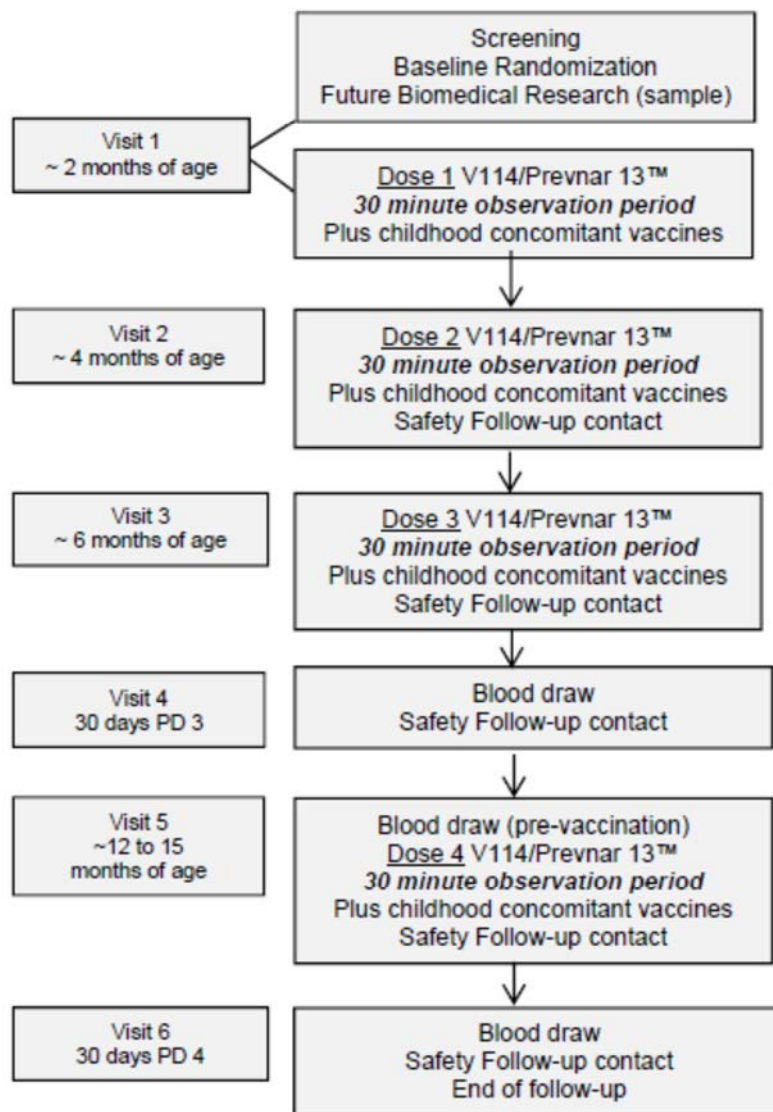 Screening
Baseline Randomization
Future Biomedical Research (sample)
Visit 1
~ 2 months of age
Dose 1 V114/Prevnar 13™
30 minute observation period
Plus childhood concomitant vaccines
Visit 2
~ 4 months of age
Dose 2 V114/Prevnar 13™
30 minute observation period
Plus childhood concomitant vaccines
Safety Follow-up contact
Visit 3
~ 6 months of age
Dose 3 V114/Prevnar 13™
30 minute observation period
Plus childhood concomitant vaccines
Safety Follow-up contact
Visit 4
30 days PD 3
Blood draw
Safety Follow-up contact
Visit 5
~12 to 15
months of age
Blood draw (pre-vaccination)
Dose 4 V114/Prevnar 13™
30 minute observation period
Plus childhood concomitant vaccines
Safety Follow-up contact
Visit 6
30 days PD 4
Blood draw
Safety Follow-up contact
End of follow-up